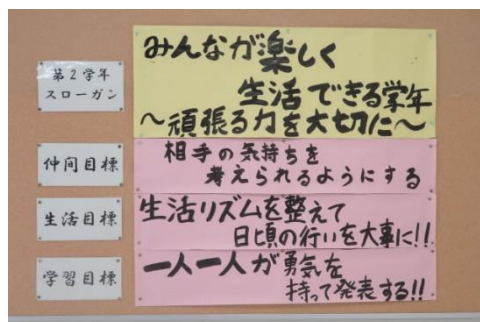 第2学年
スローガン
みんなが楽しく
生活できる学年
～頑張る力を大切に～
仲间目標
相手の気持ちを
考えられるようにする
生活目標
生活リズムを整えて
日頃の行いを大事に!!
学習目標
一人一人が勇気を
持って発表する!!